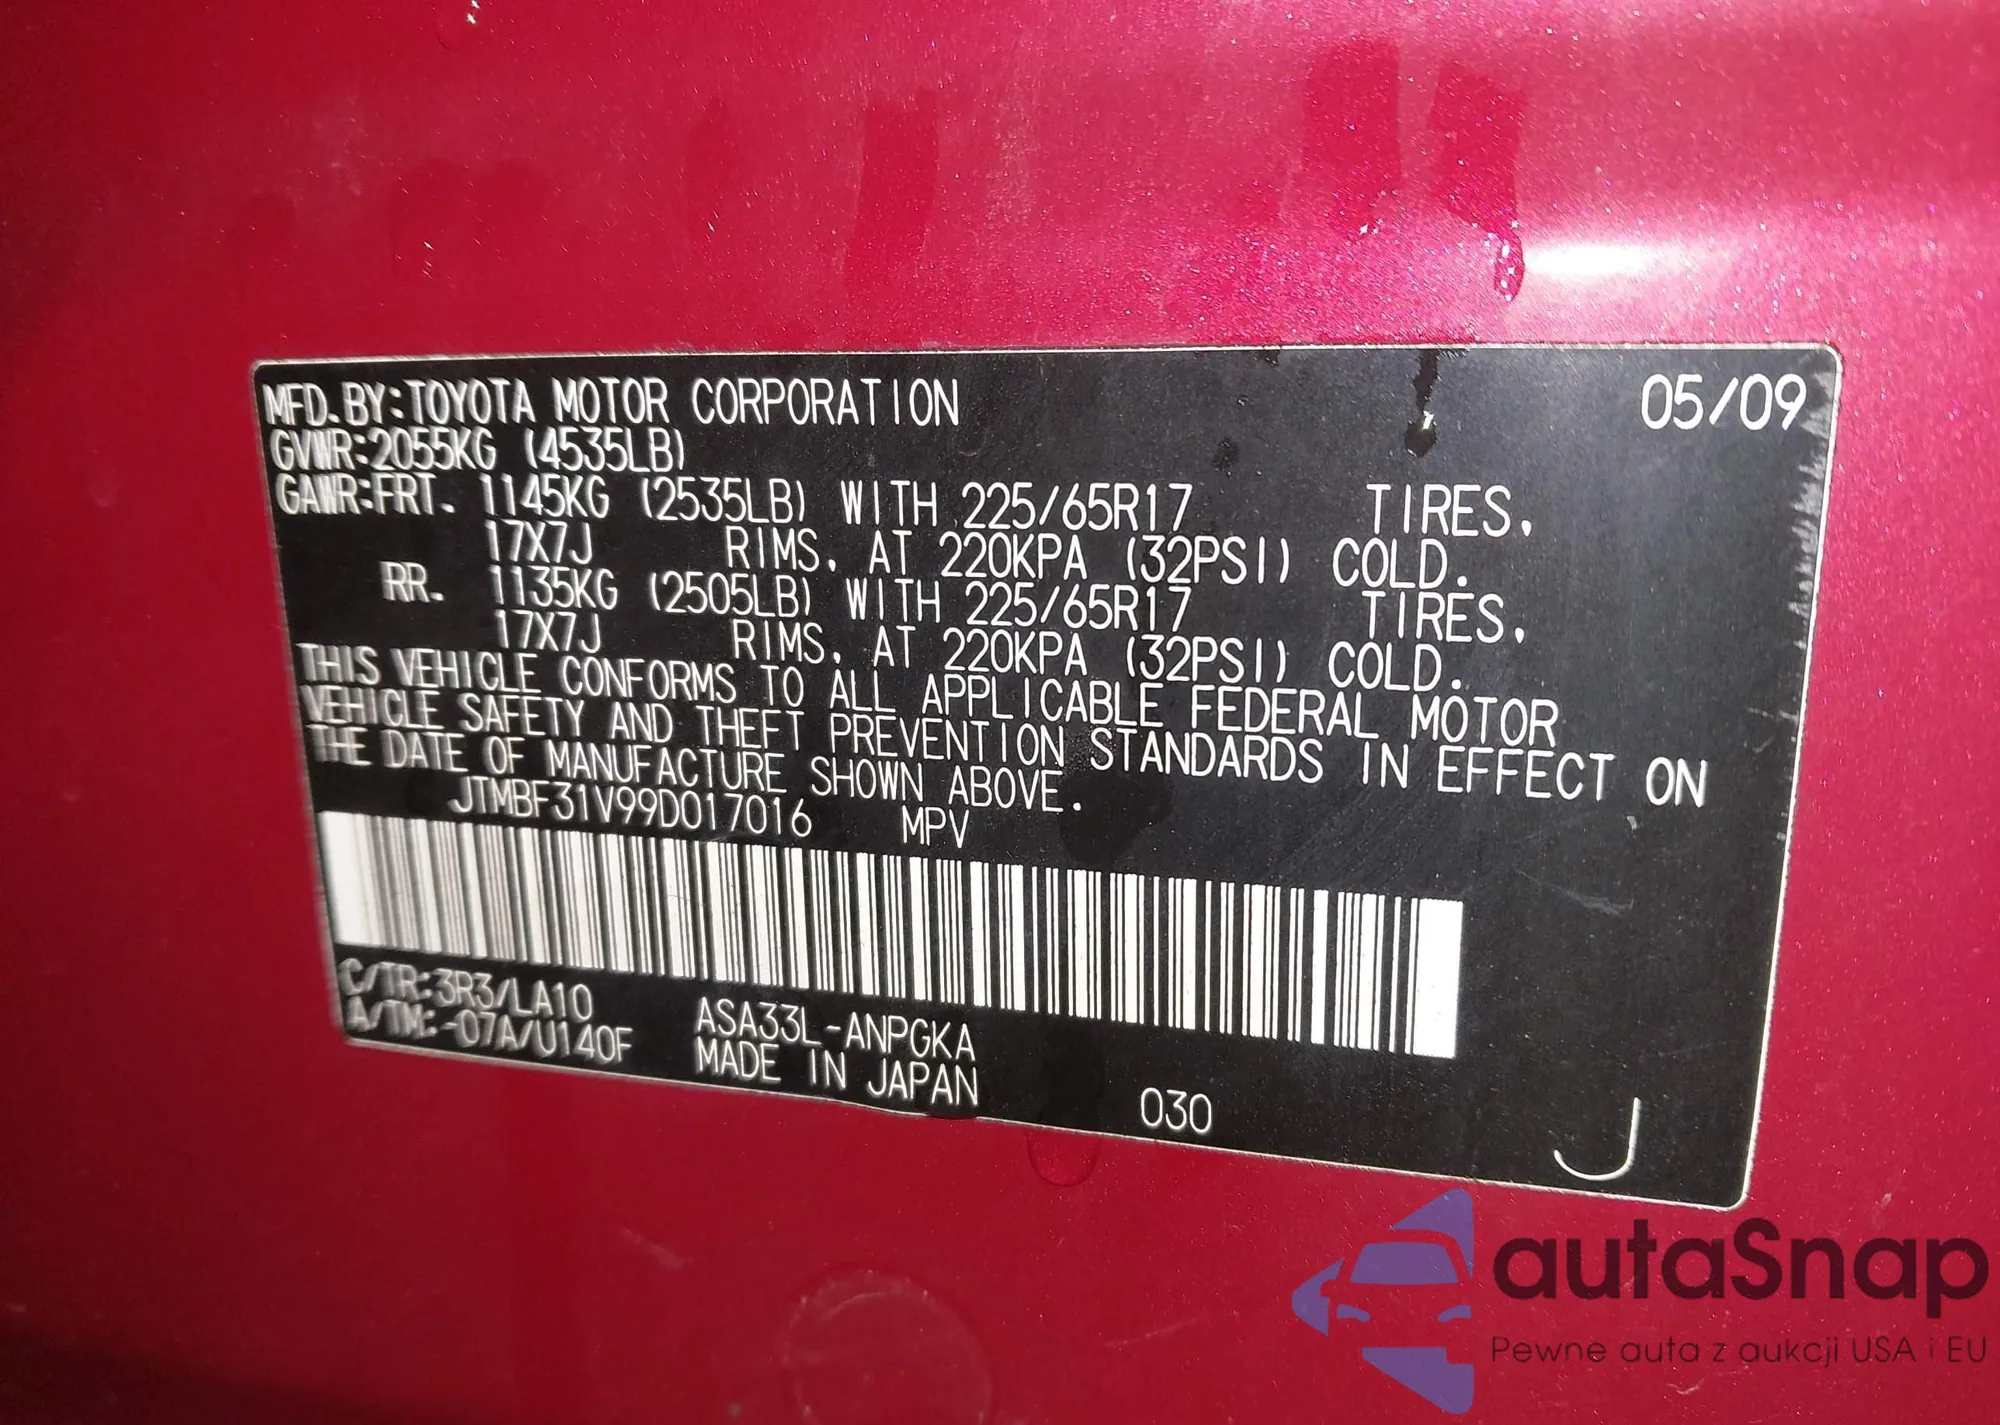 MFD.BY:TOYOTA MOTOR CORPORATION 05/09
GVWR:2055KG (4535LB)
GAWR:FRT. 1145KG (2535LB) WITH 225/65R17 TIRES,
17X7J RIMS, AT 220KPA (32PSI) COLD.
RR. 1135KG (2505LB) WITH 225/65R17 TIRES,
17X7J RIMS, AT 220KPA (32PSI) COLD.
THIS VEHICLE CONFORMS TO ALL APPLICABLE FEDERAL MOTOR
VEHICLE SAFETY AND THEFT PREVENTION STANDARDS IN EFFECT ON
THE DATE OF MANUFACTURE SHOWN ABOVE.
JTMBF31V99D017016 MPV
C/TR:3R3/LA10 ASA33L-ANPGKA
A/TM:-07A/U140F MADE IN JAPAN
030
J
autaSnap
Pewne auta z aukcji USA i EU